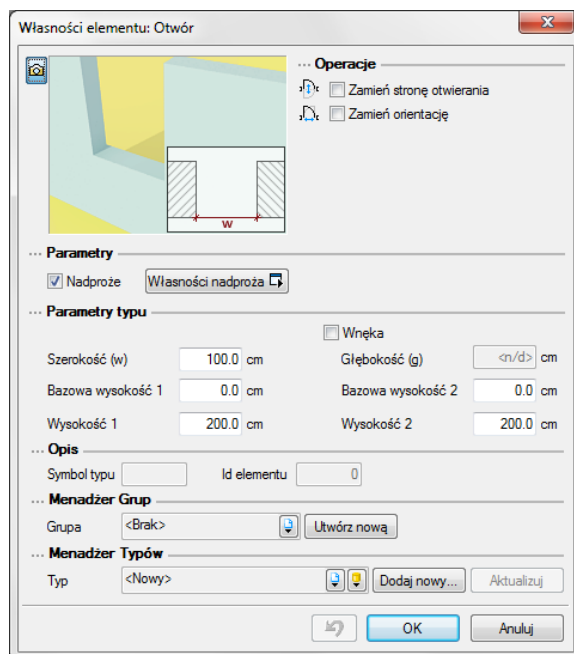 Własności elementu: Otwór
Operacje
Zamień stronę otwierania
Zamień orientację
w
Parametry
Nadproże Własności nadproża
Parametry typu
Wnęka
Szerokość (w) 100.0 cm Głębokość (g) <n/d> cm
Bazowa wysokość 1 0.0 cm Bazowa wysokość 2 0.0 cm
Wysokość 1 200.0 cm Wysokość 2 200.0 cm
Opis
Symbol typu Id elementu 0
Menadżer Grup
Grupa <Brak> Utwórz nową
Menadżer Typów
Typ <Nowy> Dodaj nowy... Aktualizuj
OK Anuluj